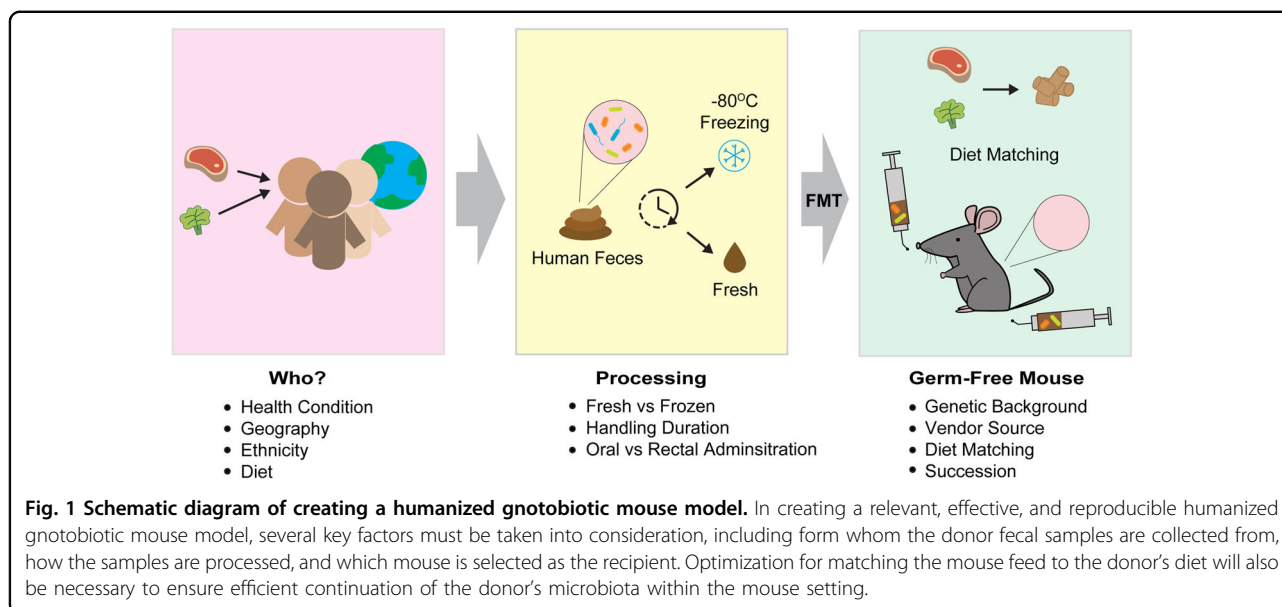 -80⁰C
Freezing
Human Feces
Fresh
FMT
Diet Matching
Who?
• Health Condition
• Geography
• Ethnicity
• Diet
Processing
• Fresh vs Frozen
• Handling Duration
• Oral vs Rectal Adminsitration
Germ-Free Mouse
• Genetic Background
• Vendor Source
• Diet Matching
• Succession
Fig. 1 Schematic diagram of creating a humanized gnotobiotic mouse model. In creating a relevant, effective, and reproducible humanized
gnotobiotic mouse model, several key factors must be taken into consideration, including form whom the donor fecal samples are collected from,
how the samples are processed, and which mouse is selected as the recipient. Optimization for matching the mouse feed to the donor's diet will also
be necessary to ensure efficient continuation of the donor's microbiota within the mouse setting.